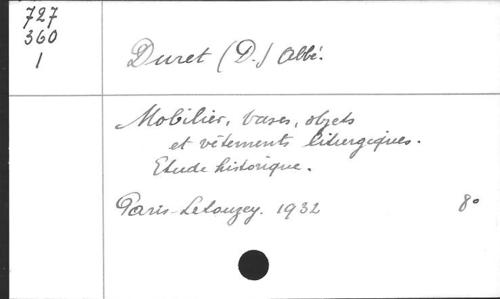 727
360
1
Duret (D.) Abbé.
Mobilier, vases, objets
et vêtements liturgiques.
Etude historique.
Paris-Letouzey. 1932 8°